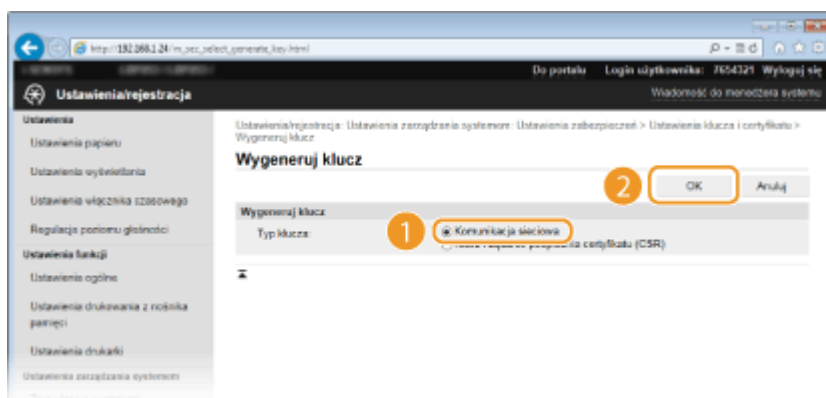 http://192.168.1.24/m_sec_select_generate_key.html
Do portalu Login użytkownika: 7654321 Wyloguj się
Ustawienia/rejestracja
Wiadomość do menedżera systemu
Ustawienia
Ustawienia papieru
Ustawienia wyświetlania
Ustawienia włącznika czasowego
Regulacja poziomu głośności
Ustawienia funkcji
Ustawienia ogólne
Ustawienia drukowania z nośnika
pamięci
Ustawienia drukarki
Ustawienia zarządzania systemem
Ustawienia/rejestracja: Ustawienia zarządzania systemem: Ustawienia zabezpieczeń > Ustawienia klucza i certyfikatu >
Wygeneruj klucz
Wygeneruj klucz
2 OK Anuluj
Wygeneruj klucz
Typ klucza: 1 Komunikacja sieciowa
certyfikatu (CSR)